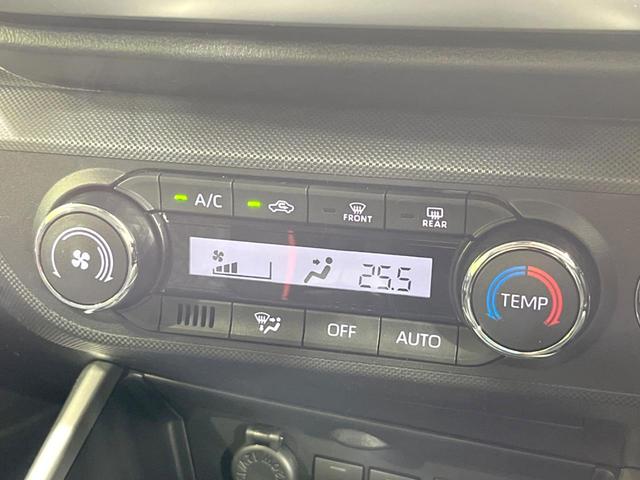 A/C
FRONT
REAR
25.5
TEMP
OFF
AUTO